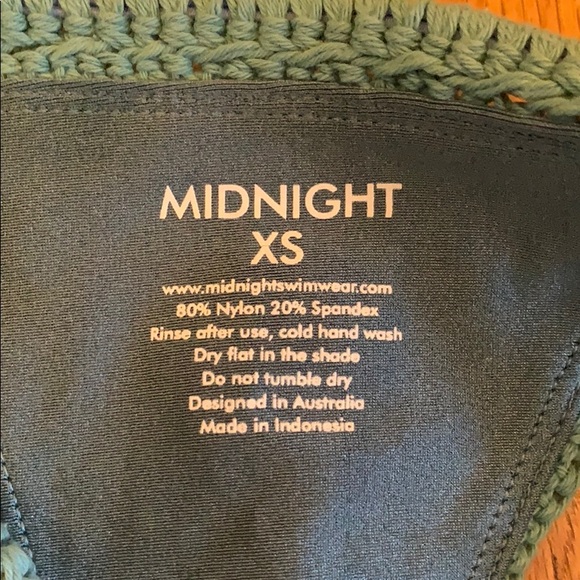 MIDNIGHT
XS
www.midnightswimwear.com
80% Nylon 20% Spandex
Rinse after use, cold hand wash
Dry flat in the shade
Do not tumble dry
Designed in Australia
Made in Indonesia